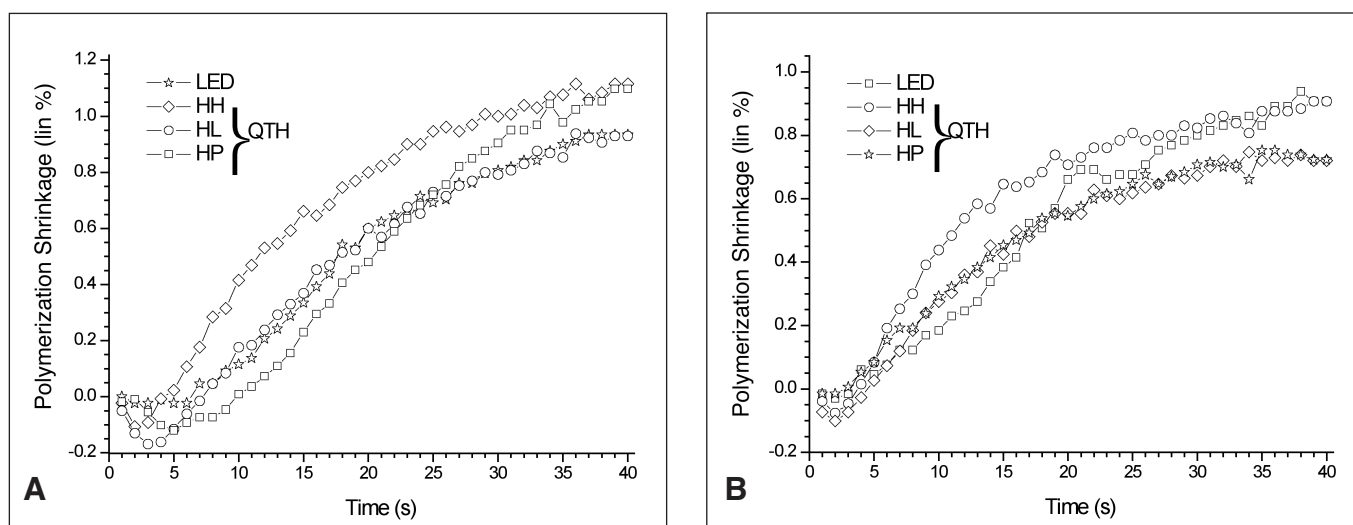 Polymerization Shrinkage (lin %)
1.2
1.0
0.8
0.6
0.4
0.2
0.0
-0.2
LED
HH
HL
HP
} QTH
0 5 10 15 20 25 30 35 40
Time (s)
A
Polymerization Shrinkage (lin %)
1.0
0.8
0.6
0.4
0.2
0.0
-0.2
LED
HH
HL
HP
} QTH
0 5 10 15 20 25 30 35 40
Time (s)
B